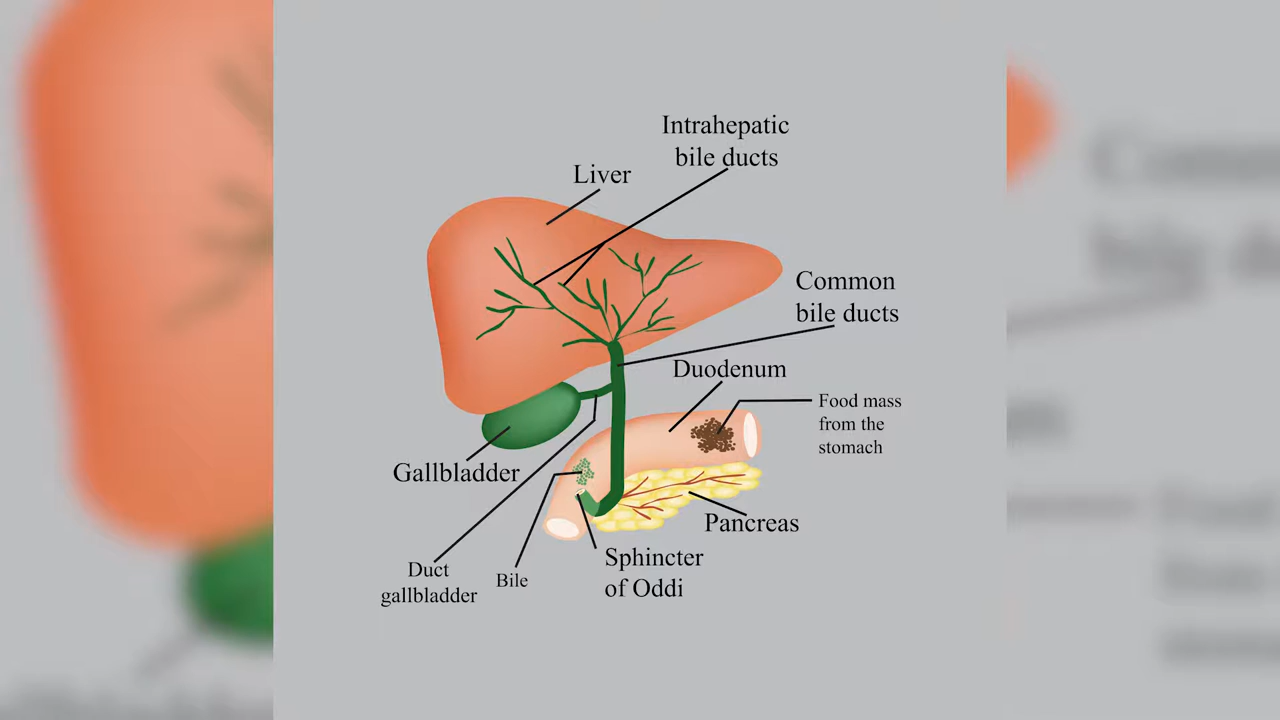 Intrahepatic
bile ducts
Liver
Common
bile ducts
Duodenum
Food mass
from the
stomach
Gallbladder
Pancreas
Sphincter
of Oddi
Duct
gallbladder
Bile